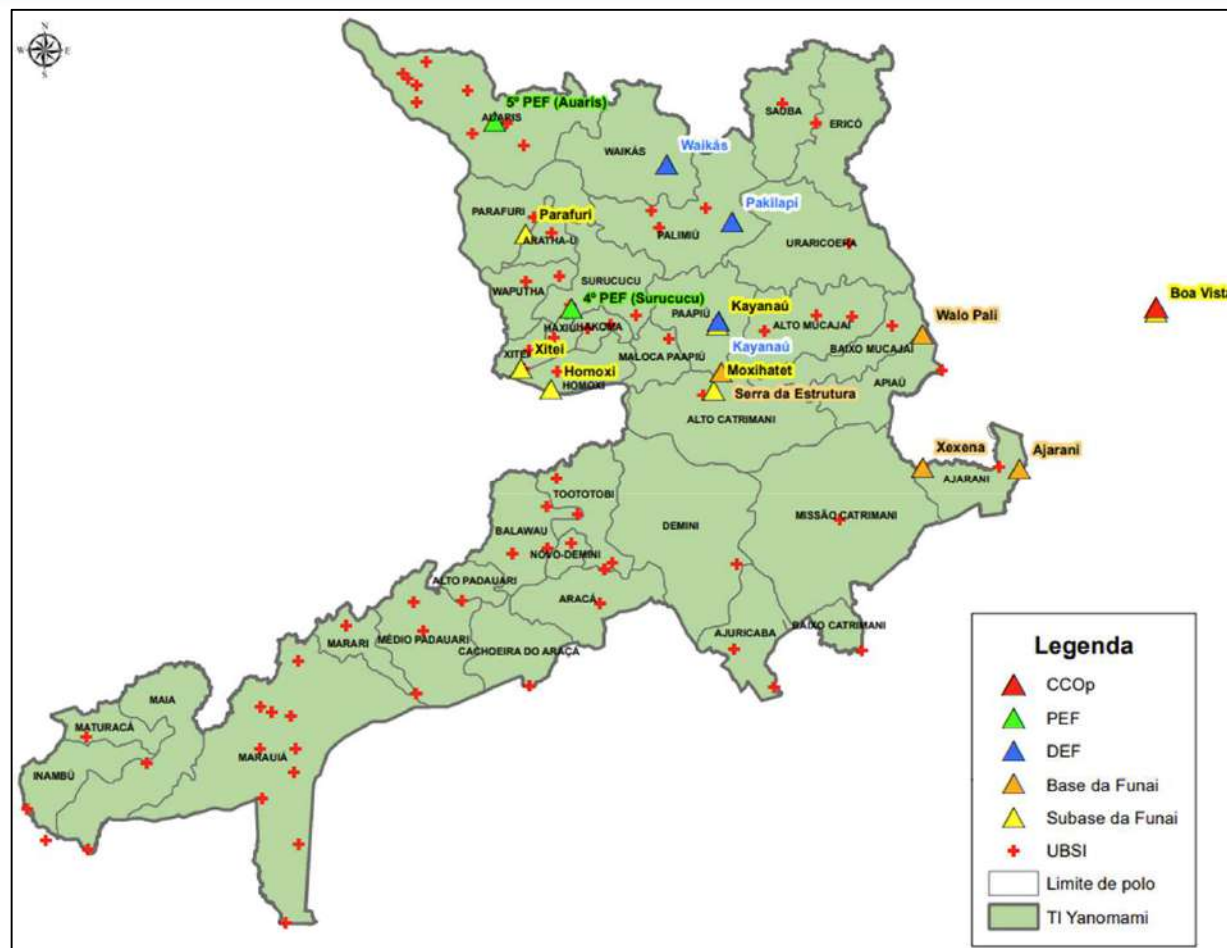 N
W
E
S
5º PEF (Auaris)
AUARIS
SAÚBA
ERICÓ
WAIKÁS
Waikás
PARAFURI
Parafuri
ARATHA-Ú
Pakilapi
PALIMIÚ
URARICOERA
WAPUTHA
SURUCUCU
4º PEF (Surucucu)
HAXIÚ
HAKOMA
PAAPIÚ
Kayanaú
Kayanaú
ALTO MUCAJAI
BAIXO MUCAJAI
Walo Pali
Boa Vista
XITEI
Xitei
Homoxi
HOMOXI
MALOCA PAAPIÚ
Moxihatet
Serra da Estrutura
APIAÚ
ALTO CATRIMANI
Xexena
Ajarani
AJARANI
TOOTOTOBI
BALAWAU
NOVO-DEMINI
DEMINI
MISSÃO CATRIMANI
ALTO PADAUARI
ARACÁ
MARARI
MÉDIO PADAUARI
CACHOEIRA DO ARAÇÁ
AJURICABA
BAIXO CATRIMANI
MAIA
MATURACÁ
INAMBÚ
MARAUIÁ
Legenda
CCOp
PEF
DEF
Base da Funai
Subase da Funai
UBSI
Limite de polo
TI Yanomami